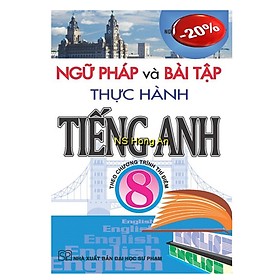 -20%
NGỮ PHÁP và BÀI TẬP
THỰC HÀNH
TIẾNG ANH
NS Hồng Ân
THEO CHƯƠNG TRÌNH THÍ ĐIỂM
8
English
English
English
English
ENGLISH
NHÀ XUẤT BẢN ĐẠI HỌC SƯ PHẠM